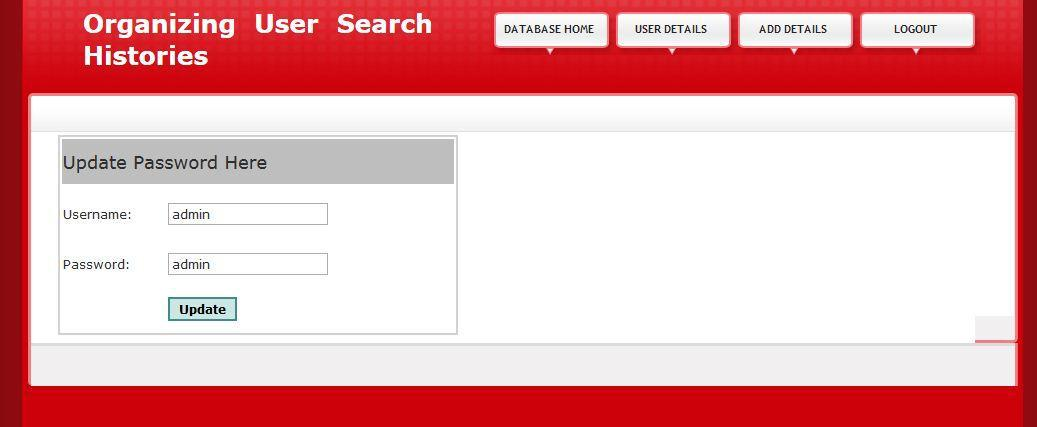 Organizing User Search
Histories
DATABASE HOME
USER DETAILS
ADD DETAILS
LOGOUT
Update Password Here
Username: admin
Password: admin
Update